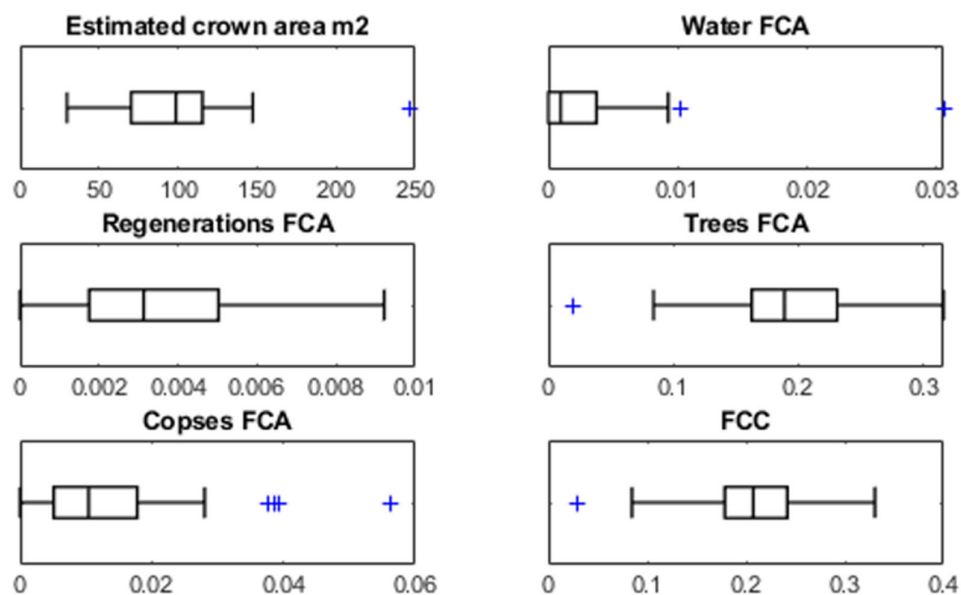 Estimated crown area m2
0 50 100 150 200 250
Water FCA
0 0.01 0.02 0.03
Regenerations FCA
0 0.002 0.004 0.006 0.008 0.01
Trees FCA
0 0.1 0.2 0.3
Copses FCA
0 0.02 0.04 0.06
FCC
0 0.1 0.2 0.3 0.4